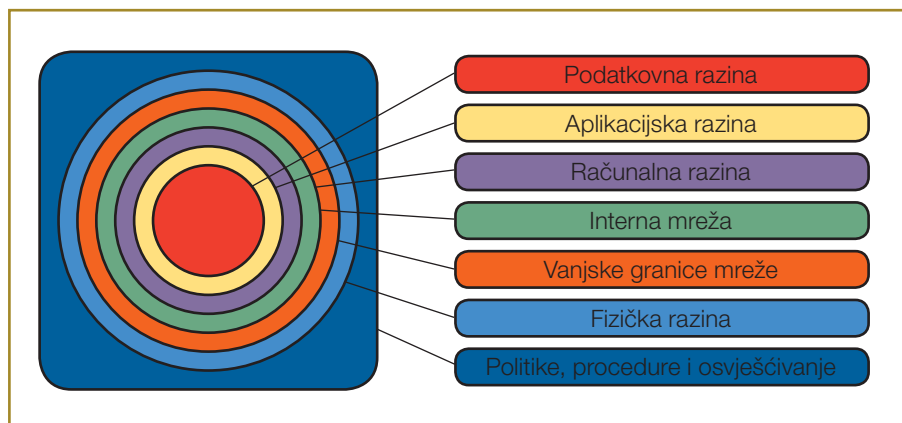 Podatkovna razina
Aplikacijska razina
Računalna razina
Interna mreža
Vanjske granice mreže
Fizička razina
Politike, procedure i osvješćivanje